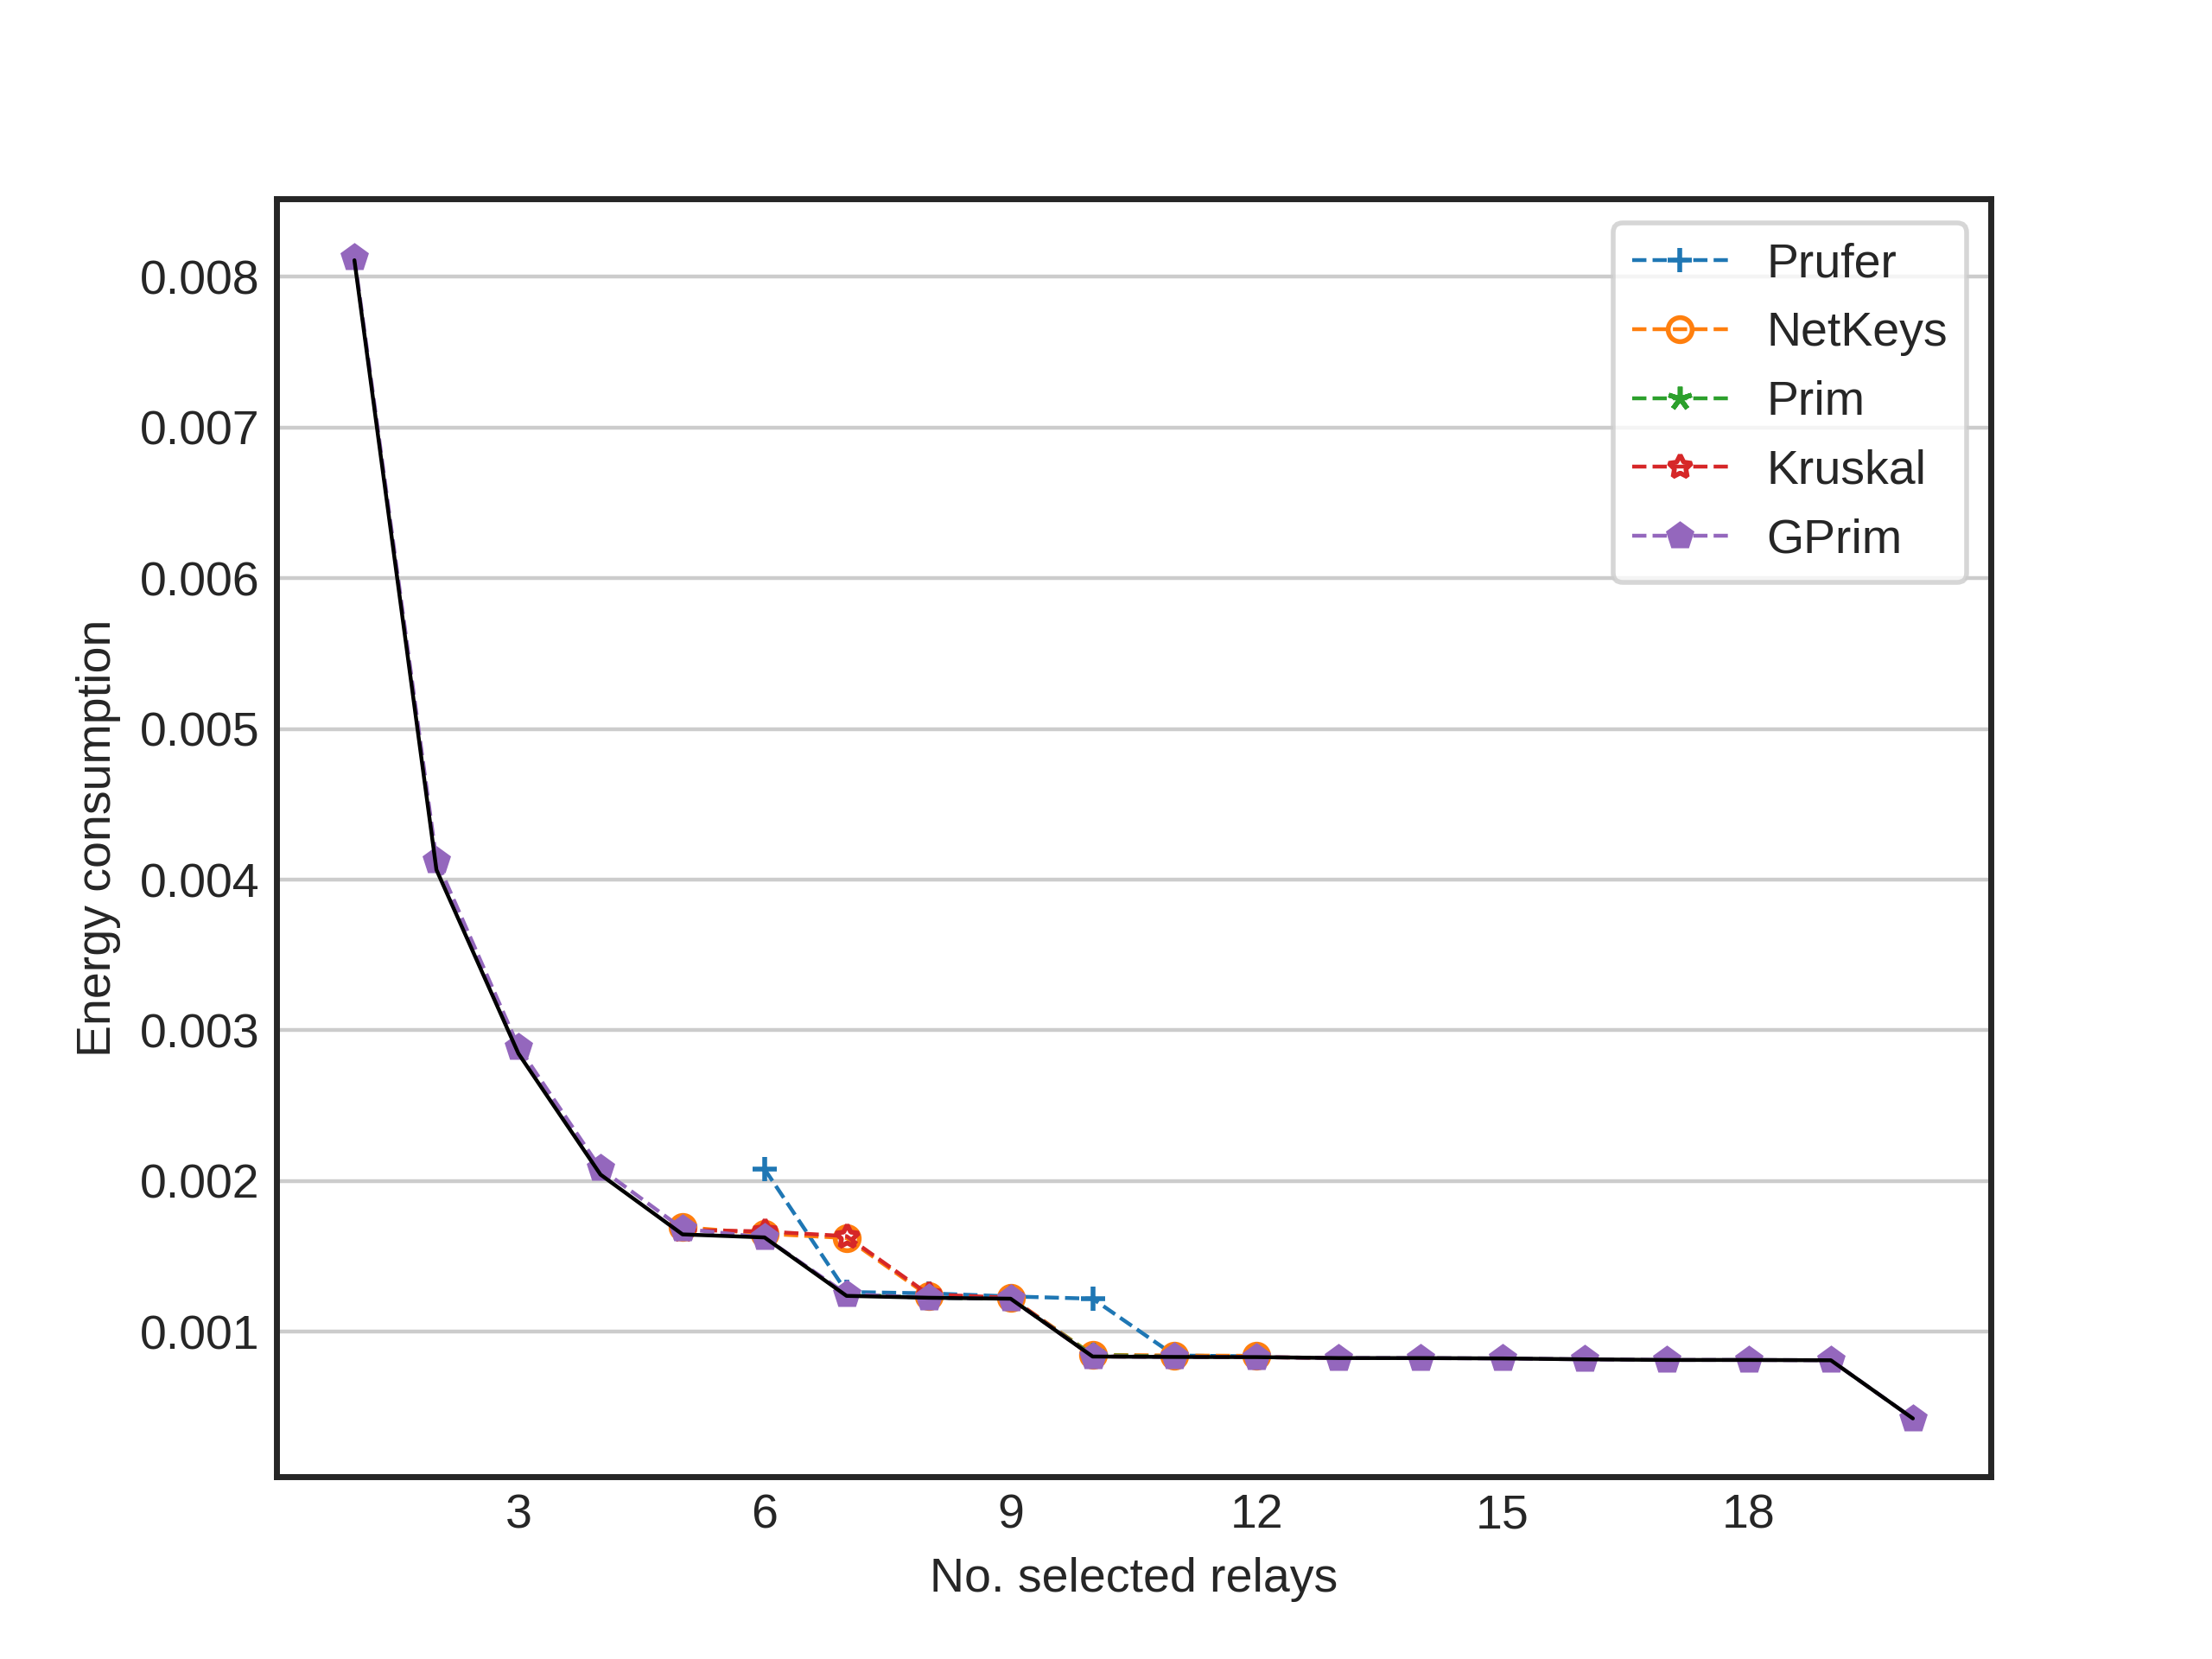 Prufer
NetKeys
Prim
Kruskal
GPrim
0.008
0.007
0.006
0.005
0.004
0.003
0.002
0.001
Energy consumption
3 6 9 12 15 18
No. selected relays